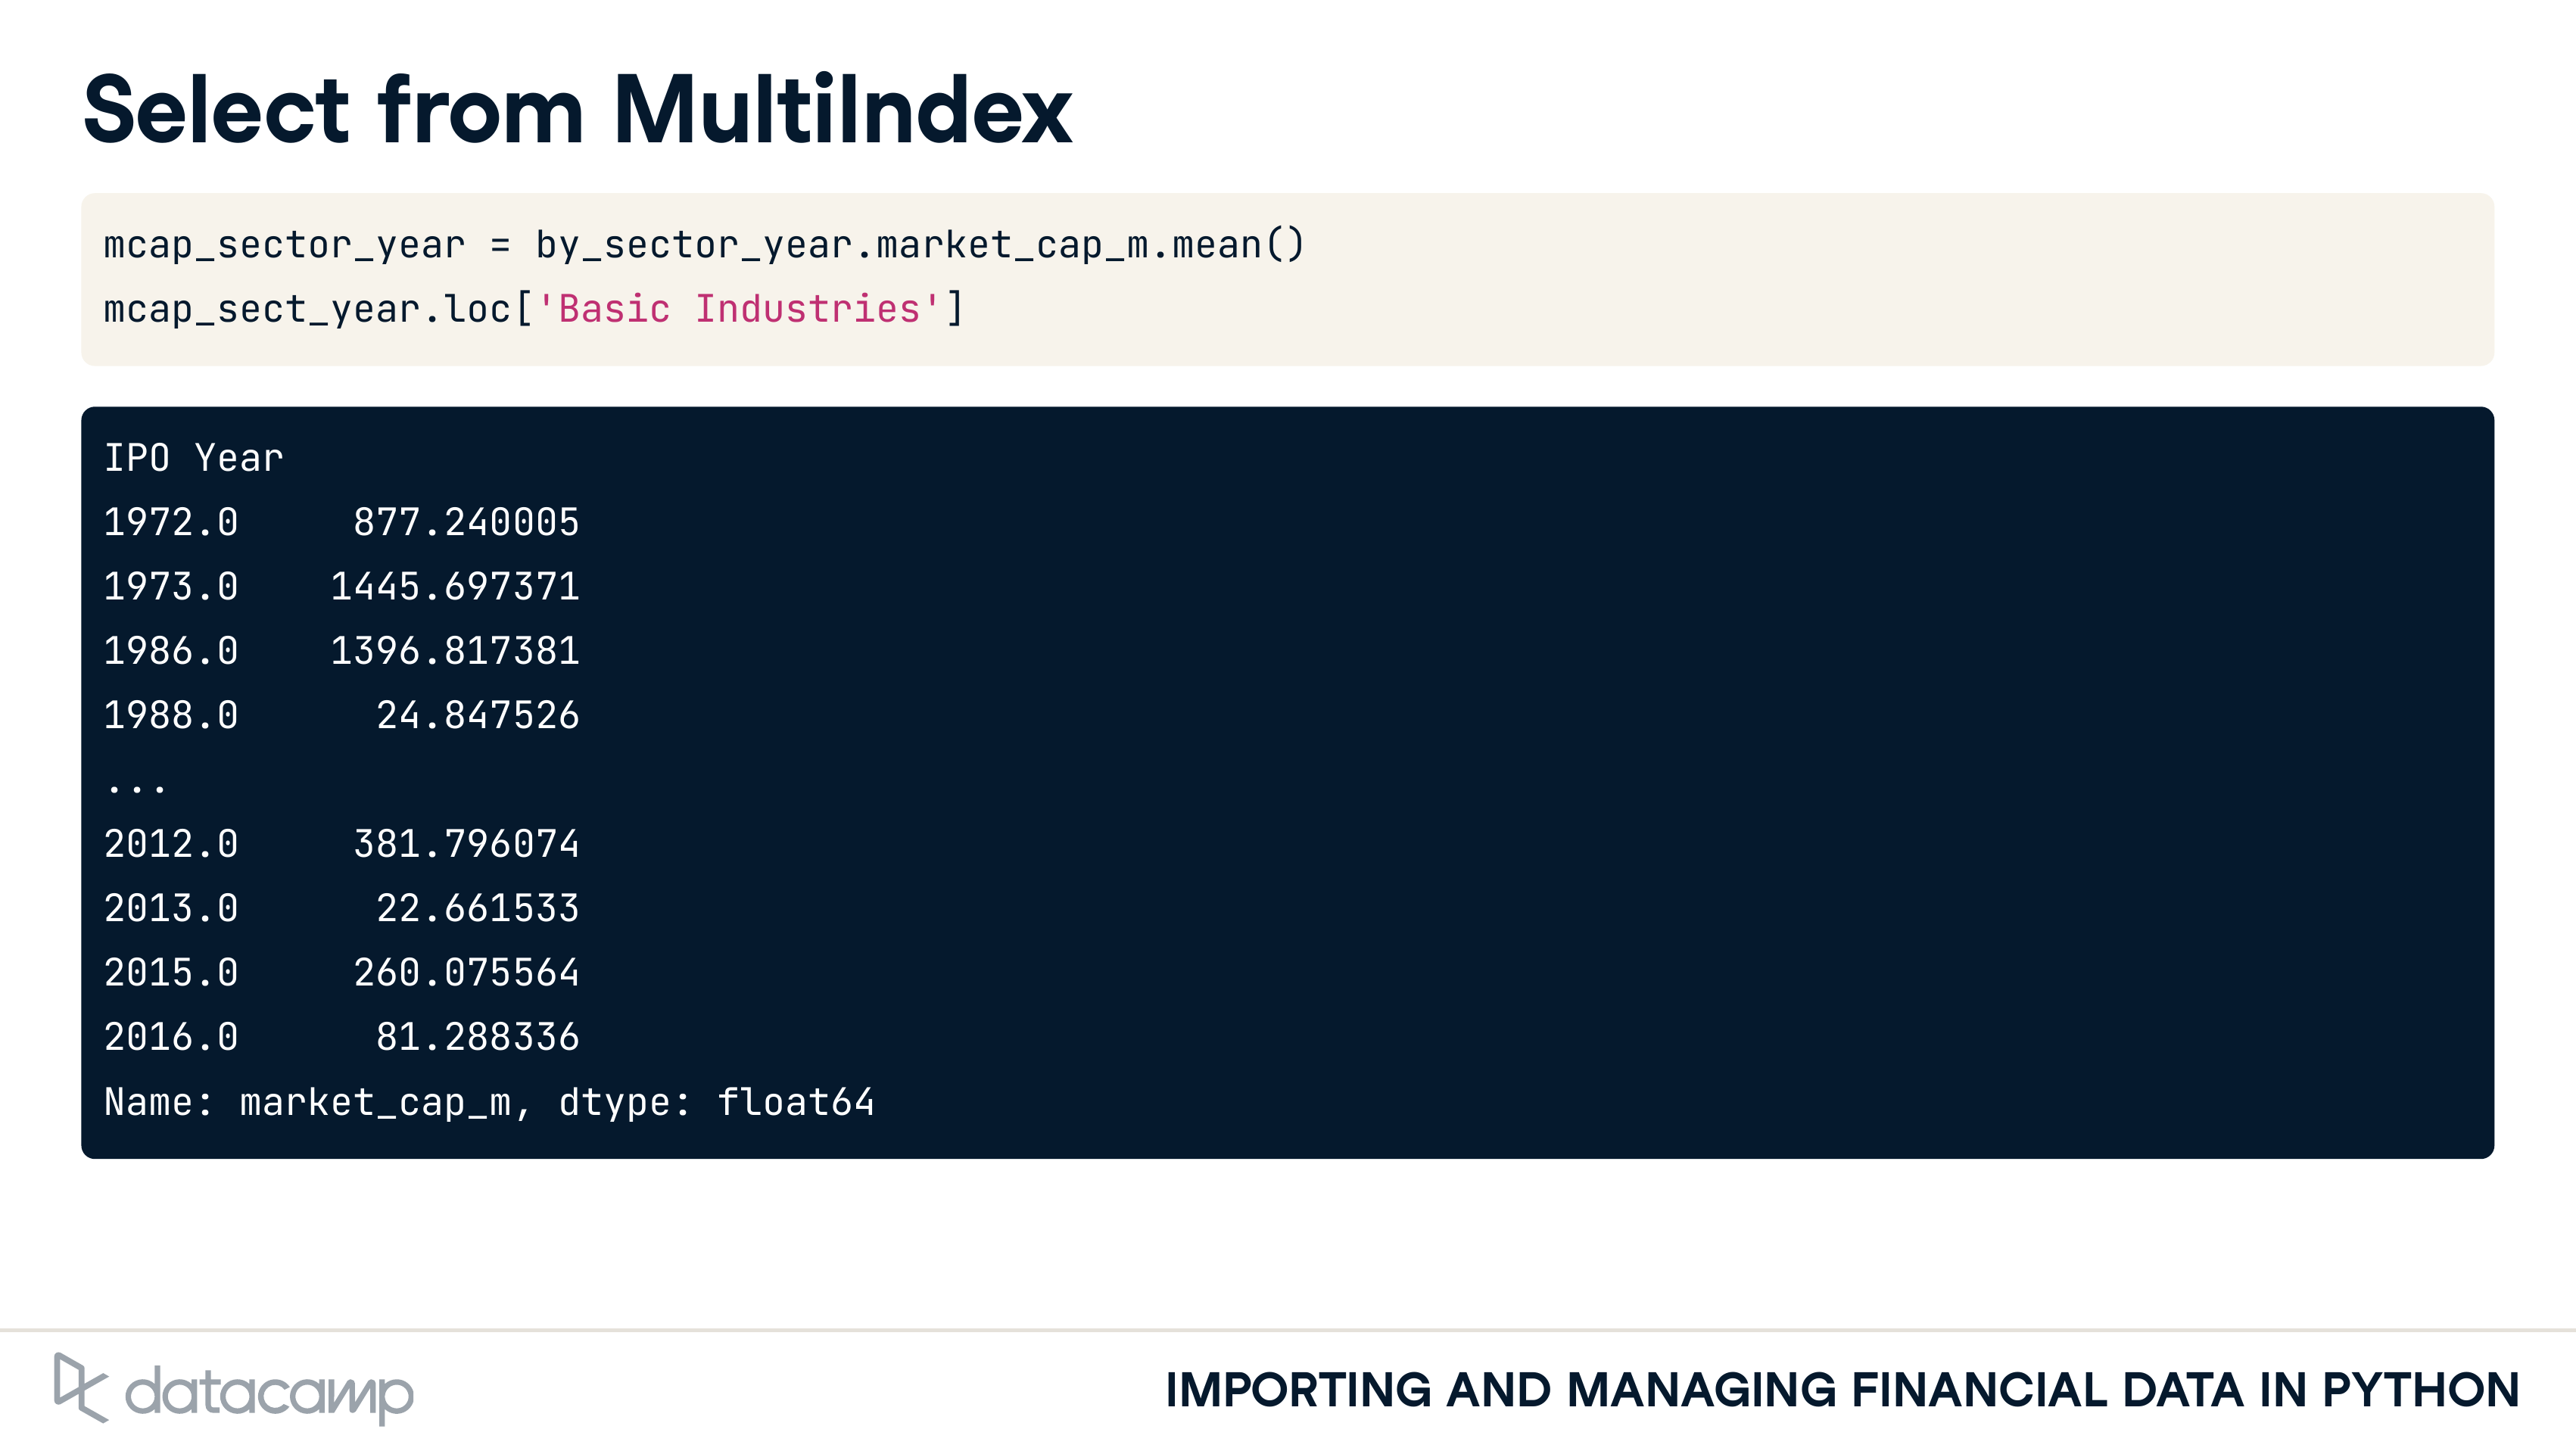 Select from MultiIndex
mcap_sector_year = by_sector_year.market_cap_m.mean()
mcap_sect_year.loc['Basic Industries']
IPO Year
1972.0     877.240005
1973.0    1445.697371
1986.0    1396.817381
1988.0      24.847526
...
2012.0     381.796074
2013.0      22.661533
2015.0     260.075564
2016.0      81.288336
Name: market_cap_m, dtype: float64
datacamp
IMPORTING AND MANAGING FINANCIAL DATA IN PYTHON